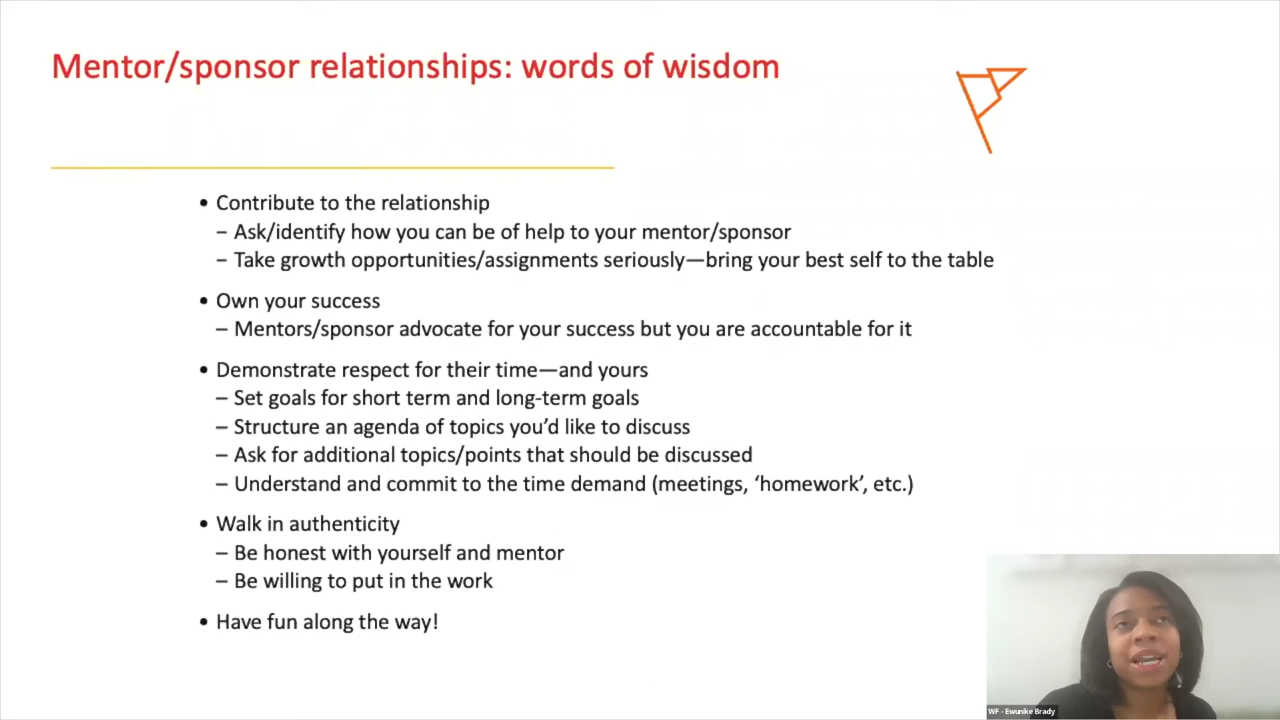 Mentor/sponsor relationships: words of wisdom
• Contribute to the relationship
– Ask/identify how you can be of help to your mentor/sponsor
– Take growth opportunities/assignments seriously—bring your best self to the table
• Own your success
– Mentors/sponsor advocate for your success but you are accountable for it
• Demonstrate respect for their time—and yours
– Set goals for short term and long-term goals
– Structure an agenda of topics you’d like to discuss
– Ask for additional topics/points that should be discussed
– Understand and commit to the time demand (meetings, ‘homework’, etc.)
• Walk in authenticity
– Be honest with yourself and mentor
– Be willing to put in the work
• Have fun along the way!
WF - Ewunike Brady